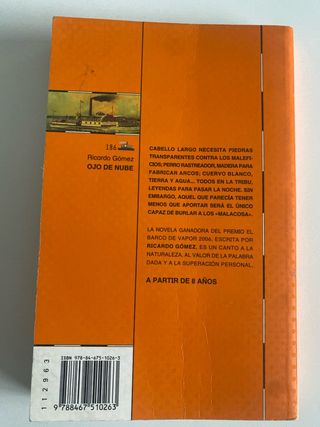 186
Ricardo Gómez
OJO DE NUBE
CABELLO LARGO NECESITA PIEDRAS
TRANSPARENTES CONTRA LOS MALEFI-
CIOS; PERRO RASTREADOR, MADERA PARA
FABRICAR ARCOS; CUERVO BLANCO,
TIERRA Y AGUA... TODOS EN LA TRIBU,
LEYENDAS PARA PASAR LA NOCHE. SIN
EMBARGO, AQUEL QUE PARECÍA TENER
MENOS QUE APORTAR SERÁ EL ÚNICO
CAPAZ DE BURLAR A LOS «MALACOSA».
LA NOVELA GANADORA DEL PREMIO EL
BARCO DE VAPOR 2006, ESCRITA POR
RICARDO GÓMEZ, ES UN CANTO A LA
NATURALEZA, AL VALOR DE LA PALABRA
DADA Y A LA SUPERACIÓN PERSONAL.
A PARTIR DE 8 AÑOS
ISBN 978-84-675-1026-3
9 788467 510263
112963